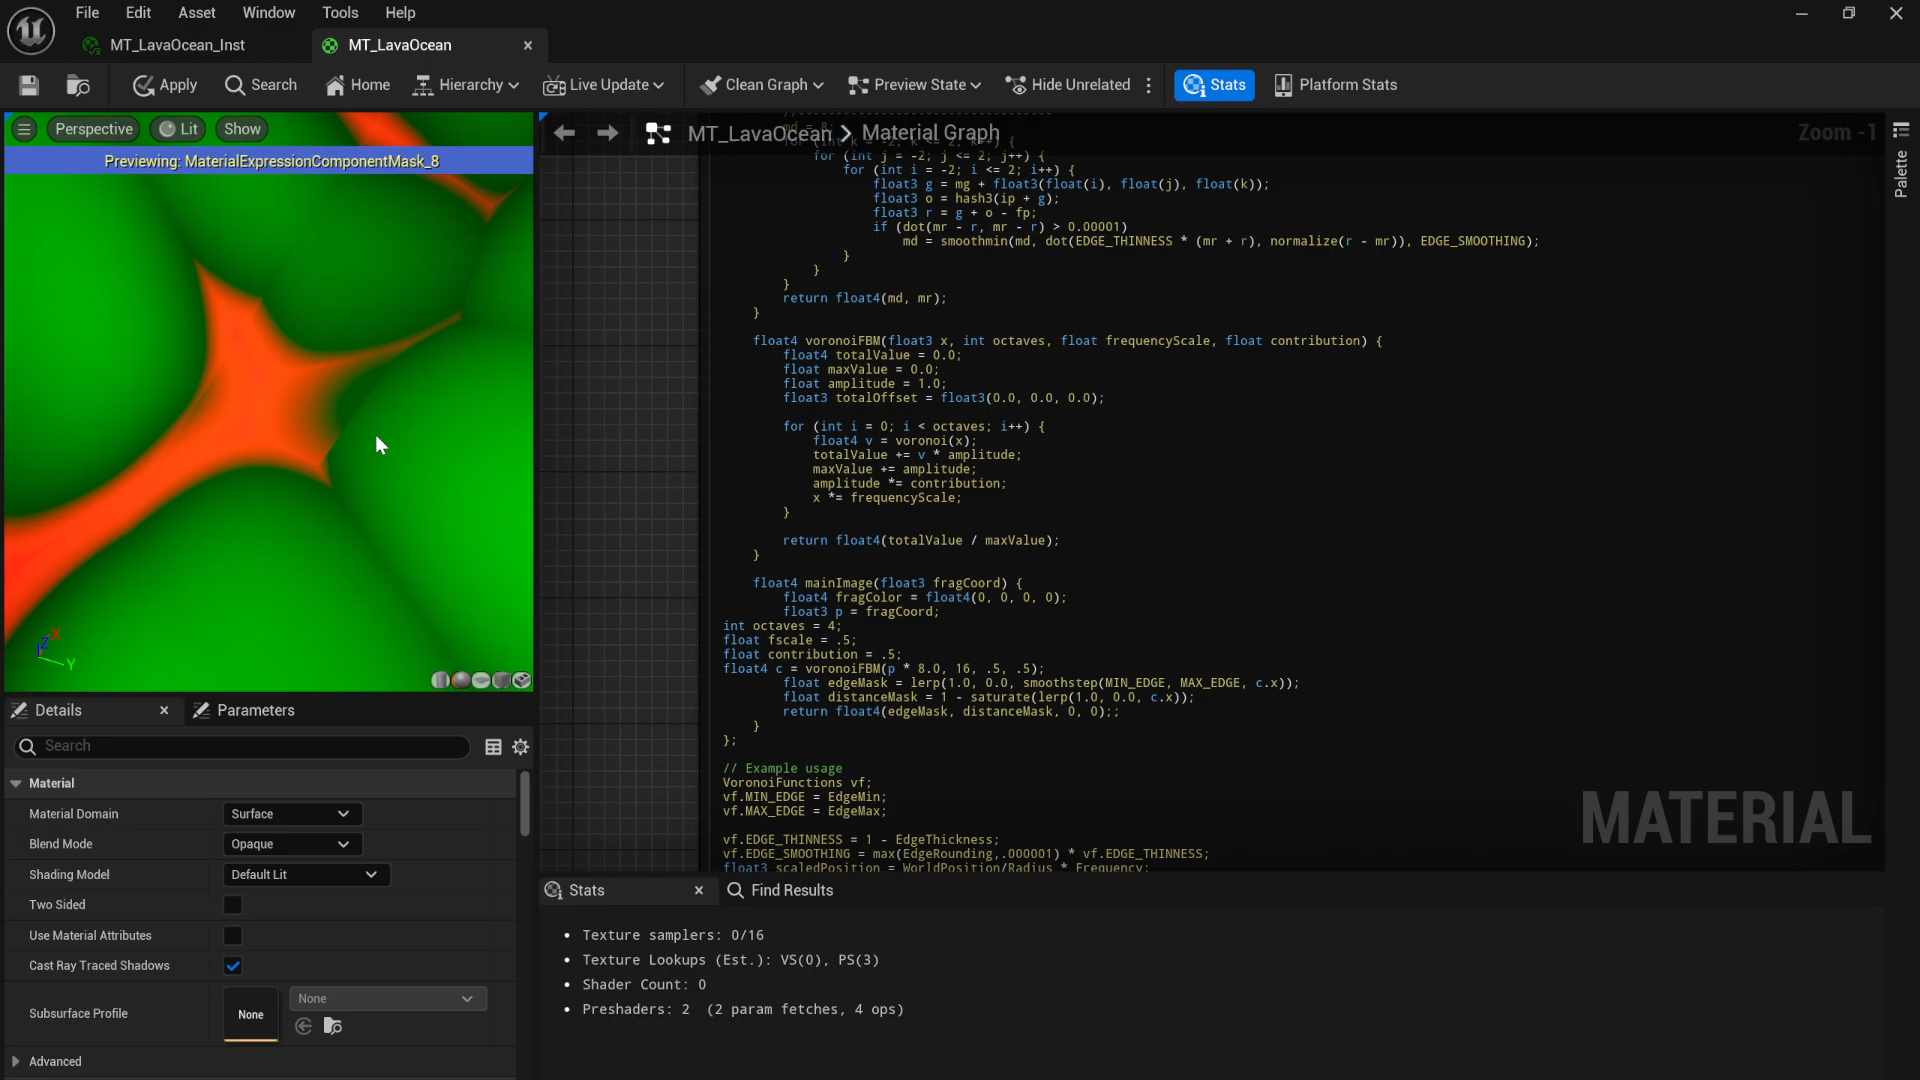 File Edit Asset Window Tools Help
MT_LavaOcean_Inst
MT_LavaOcean
Apply Search Home Hierarchy Live Update Clean Graph Preview State Hide Unrelated Stats Platform Stats
Perspective Lit Show
Previewing: MaterialExpressionComponentMask_8
X
Z
Y
MT_LavaOcean > Material Graph
Zoom -1
Palette
md = 8;
for (int k = -2; k <= 2; k++) {
for (int j = -2; j <= 2; j++) {
for (int i = -2; i <= 2; i++) {
float3 g = mg + float3(float(i), float(j), float(k));
float3 o = hash3(ip + g);
float3 r = g + o - fp;
if (dot(mr - r, mr - r) > 0.00001)
md = smoothmin(md, dot(EDGE_THINNESS * (mr + r), normalize(r - mr)), EDGE_SMOOTHING);
}
}
}
return float4(md, mr);
}
float4 voronoiFBM(float3 x, int octaves, float frequencyScale, float contribution) {
float4 totalValue = 0.0;
float maxValue = 0.0;
float amplitude = 1.0;
float3 totalOffset = float3(0.0, 0.0, 0.0);
for (int i = 0; i < octaves; i++) {
float4 v = voronoi(x);
totalValue += v * amplitude;
maxValue += amplitude;
amplitude *= contribution;
x *= frequencyScale;
}
return float4(totalValue / maxValue);
}
float4 mainImage(float3 fragCoord) {
float4 fragColor = float4(0, 0, 0, 0);
float3 p = fragCoord;
int octaves = 4;
float fscale = .5;
float contribution = .5;
float4 c = voronoiFBM(p * 8.0, 16, .5, .5);
float edgeMask = lerp(1.0, 0.0, smoothstep(MIN_EDGE, MAX_EDGE, c.x));
float distanceMask = 1 - saturate(lerp(1.0, 0.0, c.x));
return float4(edgeMask, distanceMask, 0, 0);;
}
};
// Example usage
VoronoiFunctions vf;
vf.MIN_EDGE = EdgeMin;
vf.MAX_EDGE = EdgeMax;
vf.EDGE_THINNESS = 1 - EdgeThickness;
vf.EDGE_SMOOTHING = max(EdgeRounding,.000001) * vf.EDGE_THINNESS;
float3 scaledPosition = WorldPosition/Radius * Frequency;
MATERIAL
Details Parameters
Search
Material
Material Domain Surface
Blend Mode Opaque
Shading Model Default Lit
Two Sided
Use Material Attributes
Cast Ray Traced Shadows
Subsurface Profile None None
Advanced
Stats Find Results
• Texture samplers: 0/16
• Texture Lookups (Est.): VS(0), PS(3)
• Shader Count: 0
• Preshaders: 2 (2 param fetches, 4 ops)